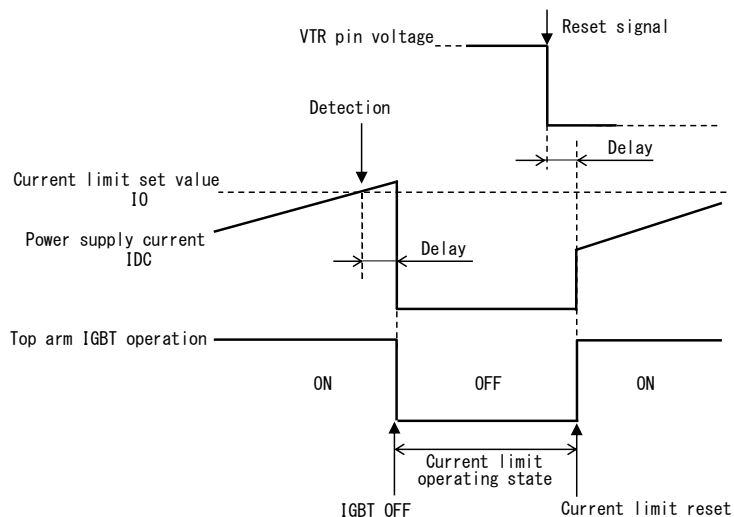 Reset signal
VTR pin voltage
Detection
Delay
Current limit set value
IO
Power supply current
IDC
Delay
Top arm IGBT operation
ON
OFF
ON
Current limit
operating state
IGBT OFF
Current limit reset